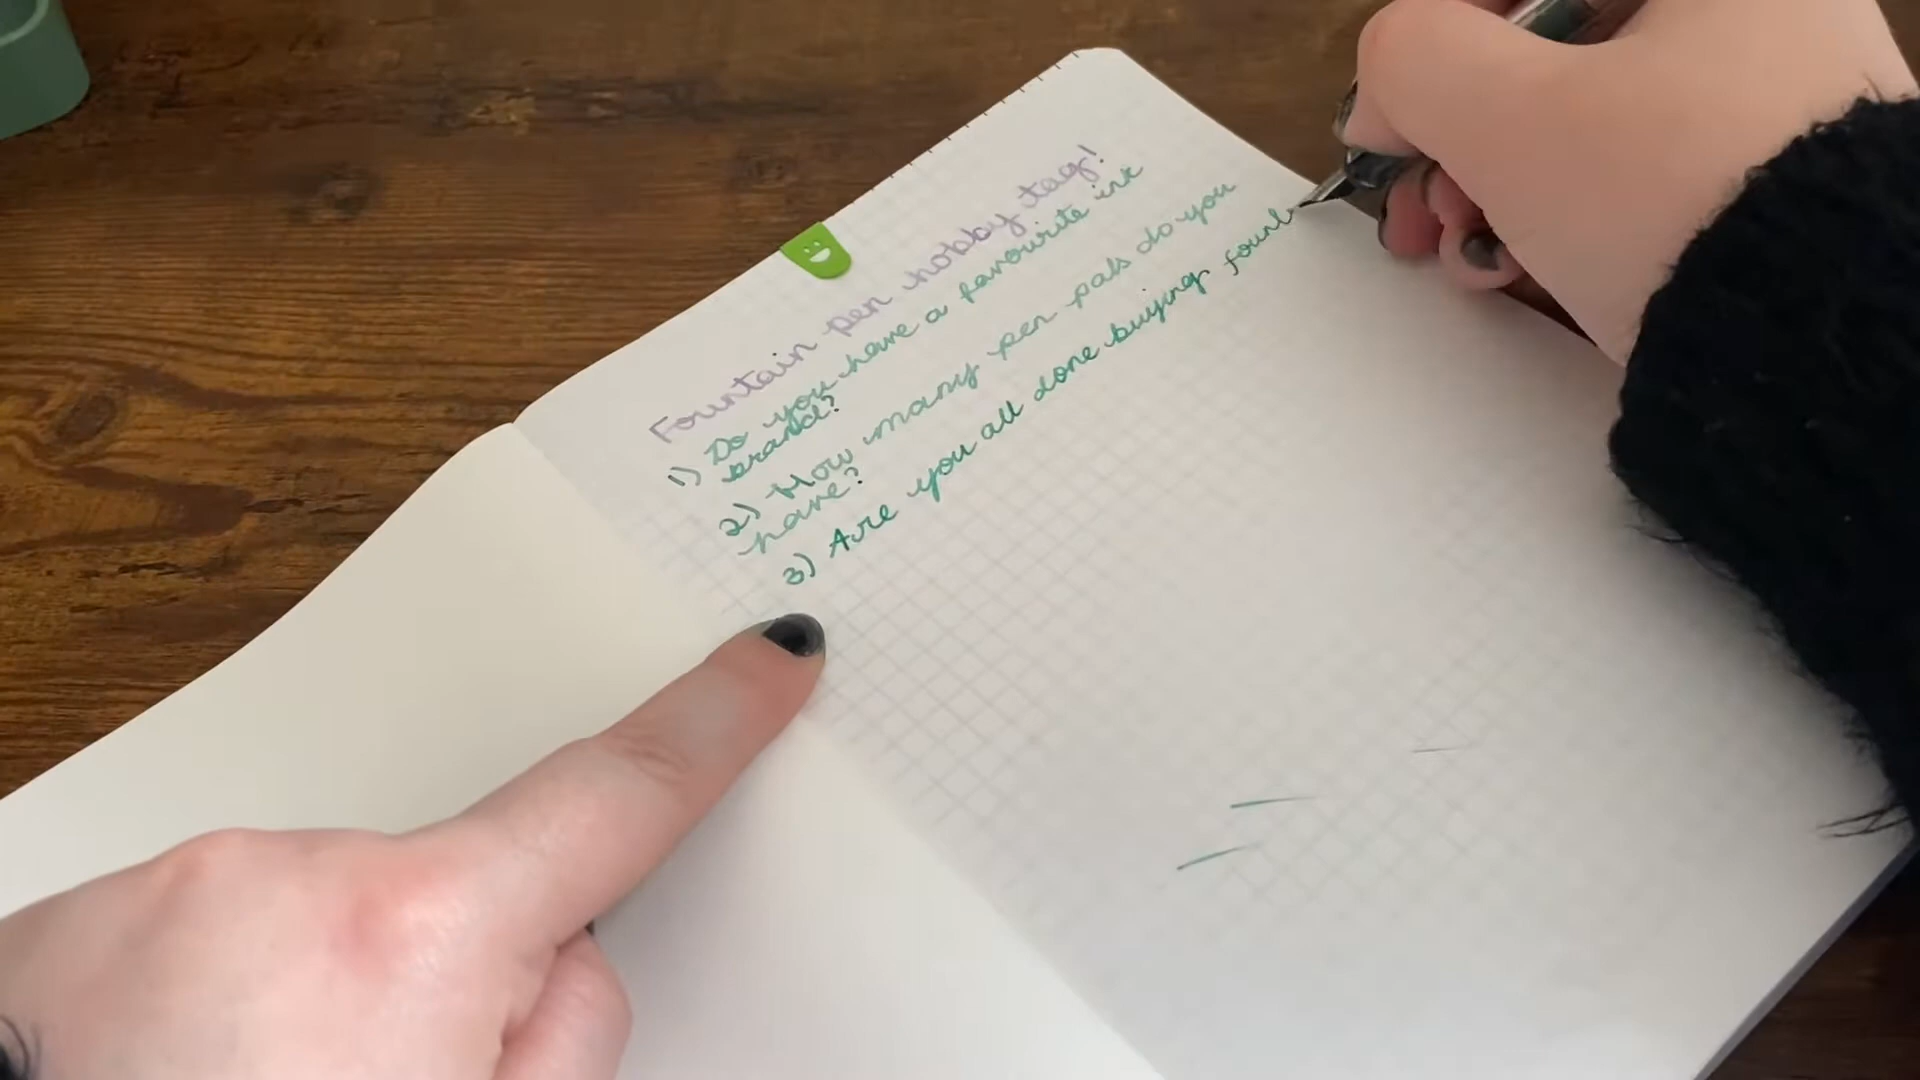 Fountain pen hobby tag!
1) Do you have a favourite ink
brand?
2) How many pen pals do you
have?
3) Are you all done buying foun